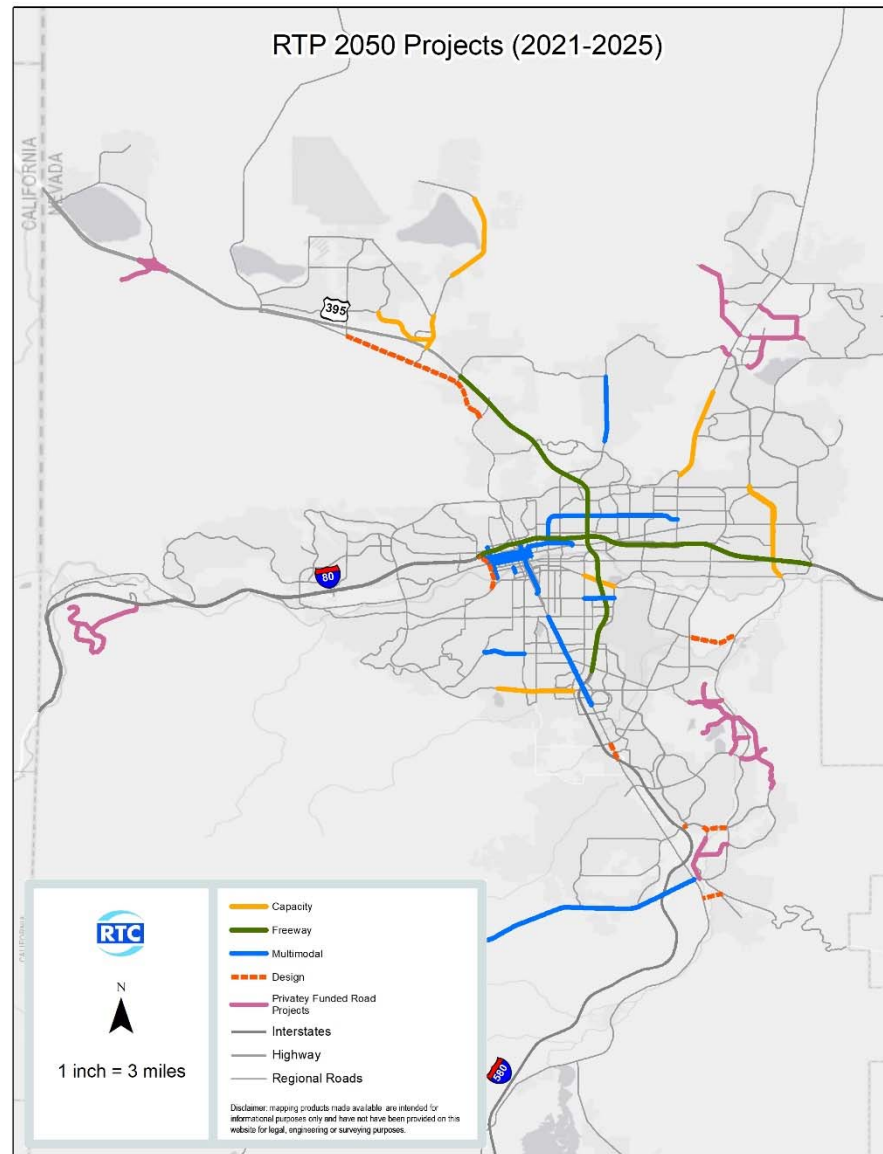 RTP 2050 Projects (2021-2025)
CALIFORNIA
NEVADA
395
80
580
CALIFORNIA
RTC
N
1 inch = 3 miles
Capacity
Freeway
Multimodal
Design
Privatey Funded Road
Projects
Interstates
Highway
Regional Roads
Disclaimer: mapping products made available are intended for
informational purposes only and have not have been provided on this
website for legal, engineering or surveying purposes.